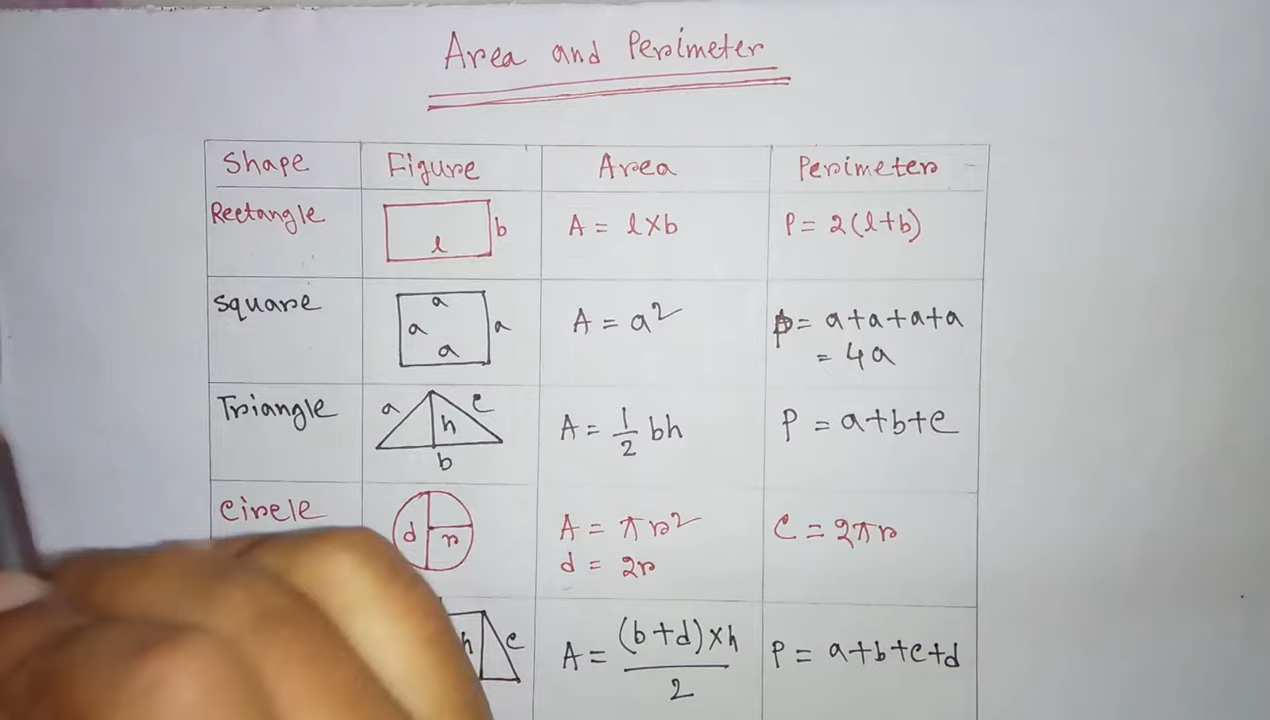 Area and Perimeter
Shape Figure Area Perimeter
Rectangle l b A = l×b P = 2(l+b)
Square a a a a A = a² P = a+a+a+a
= 4a
Triangle a c h b A = 1/2 bh P = a+b+c
Circle d r A = πr² C = 2πr
d = 2r
h c A = (b+d)×h/2 P = a+b+c+d